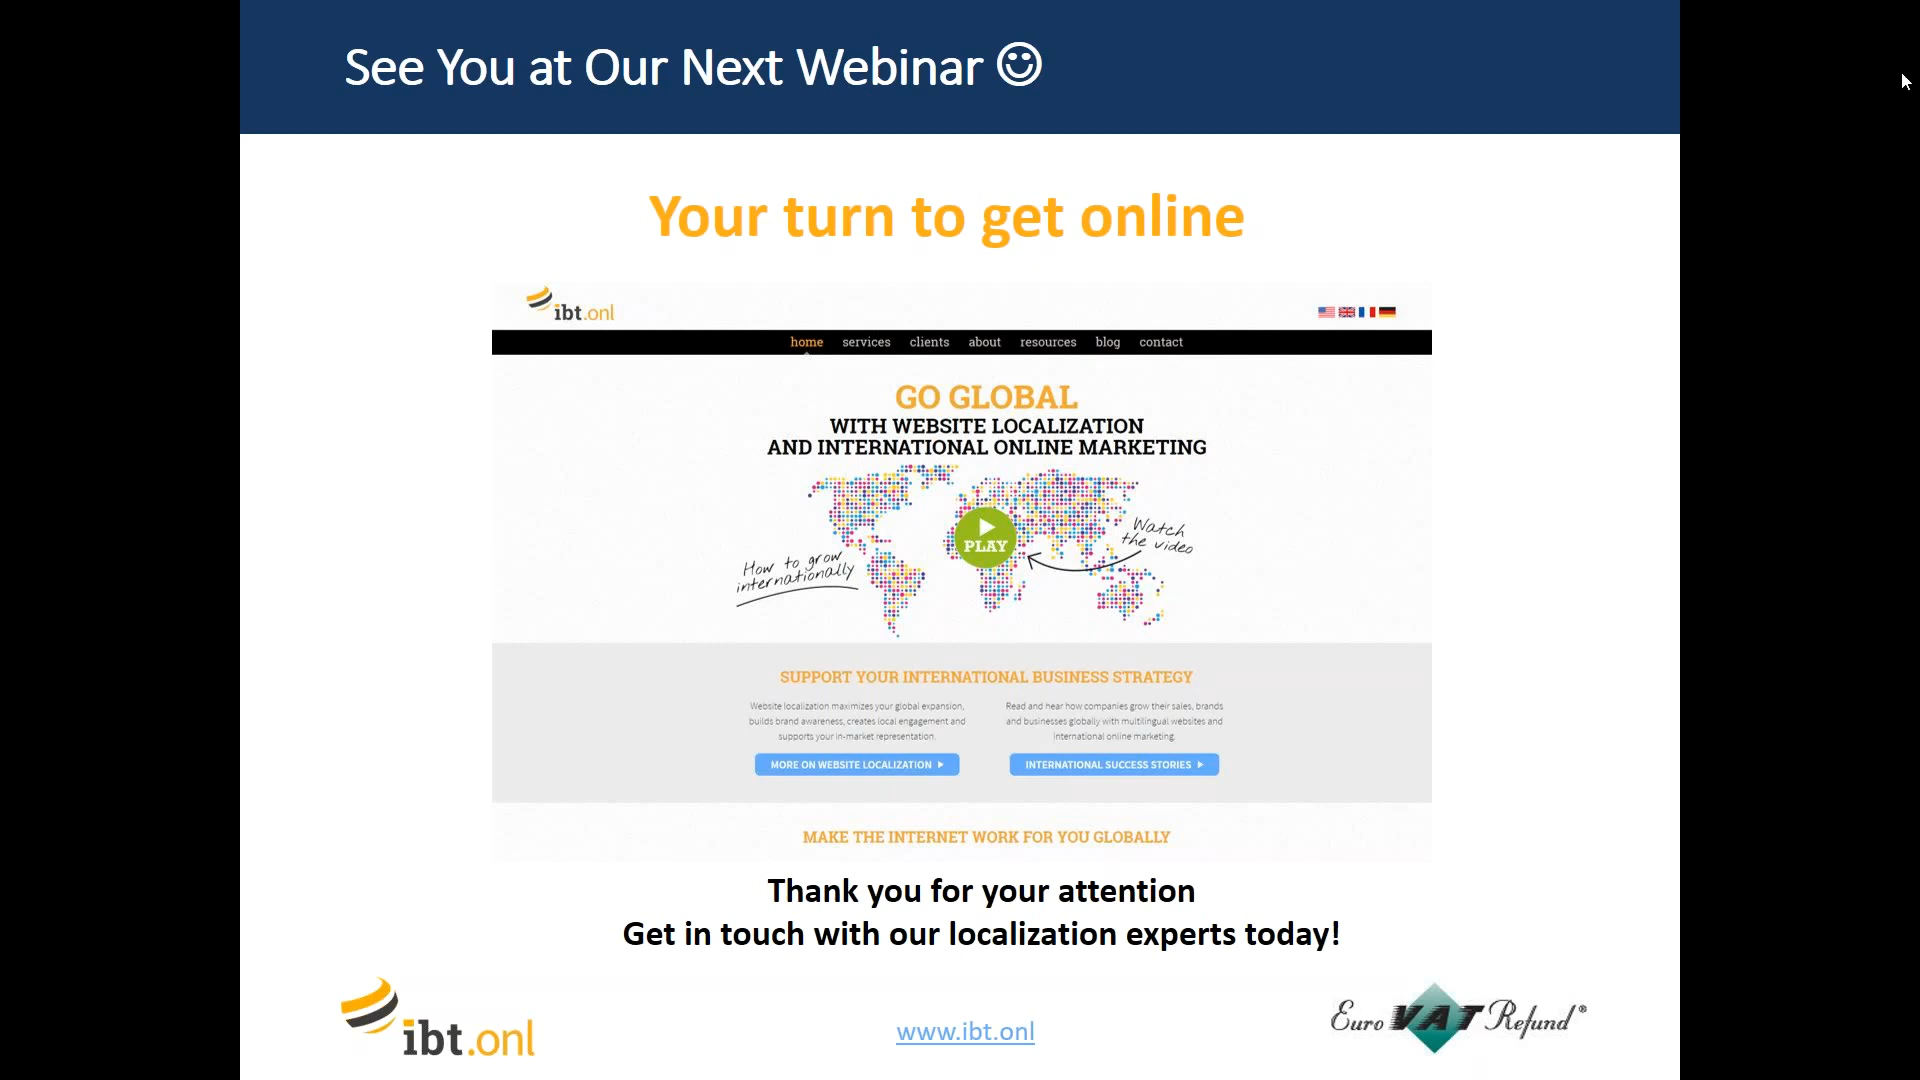 See You at Our Next Webinar ☺
Your turn to get online
ibt.onl
home services clients about resources blog contact
GO GLOBAL
WITH WEBSITE LOCALIZATION
AND INTERNATIONAL ONLINE MARKETING
Watch
the video
PLAY
How to grow
internationally
SUPPORT YOUR INTERNATIONAL BUSINESS STRATEGY
Website localization maximizes your global expansion,
builds brand awareness, creates local engagement and
supports your in-market representation.
MORE ON WEBSITE LOCALIZATION
Read and hear how companies grow their sales, brands
and businesses globally with multilingual websites and
international online marketing.
INTERNATIONAL SUCCESS STORIES
MAKE THE INTERNET WORK FOR YOU GLOBALLY
Thank you for your attention
Get in touch with our localization experts today!
ibt.onl
www.ibt.onl
Euro VAT Refund®